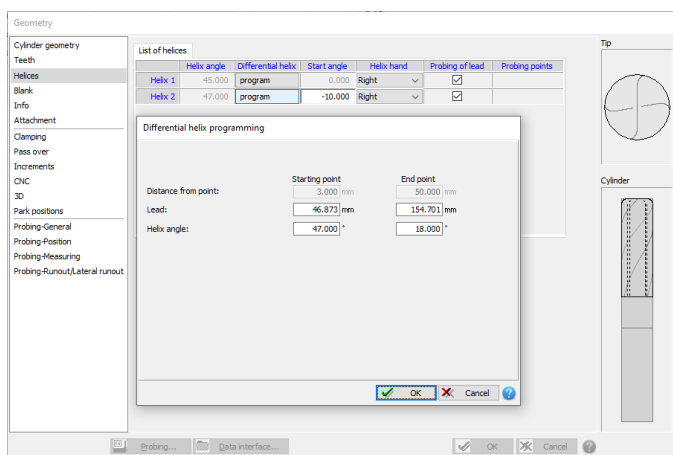 Geometry
Cylinder geometry
Teeth
Helices
Blank
Info
Attachment
Clamping
Pass over
Increments
CNC
3D
Park positions
Probing-General
Probing-Position
Probing-Measuring
Probing-Runout/Lateral runout
List of helices
Helix angle Differential helix Start angle Helix hand Probing of lead Probing points
Helix 1 45.000 program 0.000 Right
Helix 2 47.000 program -10.000 Right
Differential helix programming
Starting point End point
Distance from point: 3.000 mm 50.000 mm
Lead: 46.873 mm 154.701 mm
Helix angle: 47.000 ° 18.000 °
OK Cancel ?
Tip
Cylinder
Probing... Data interface... OK Cancel ?